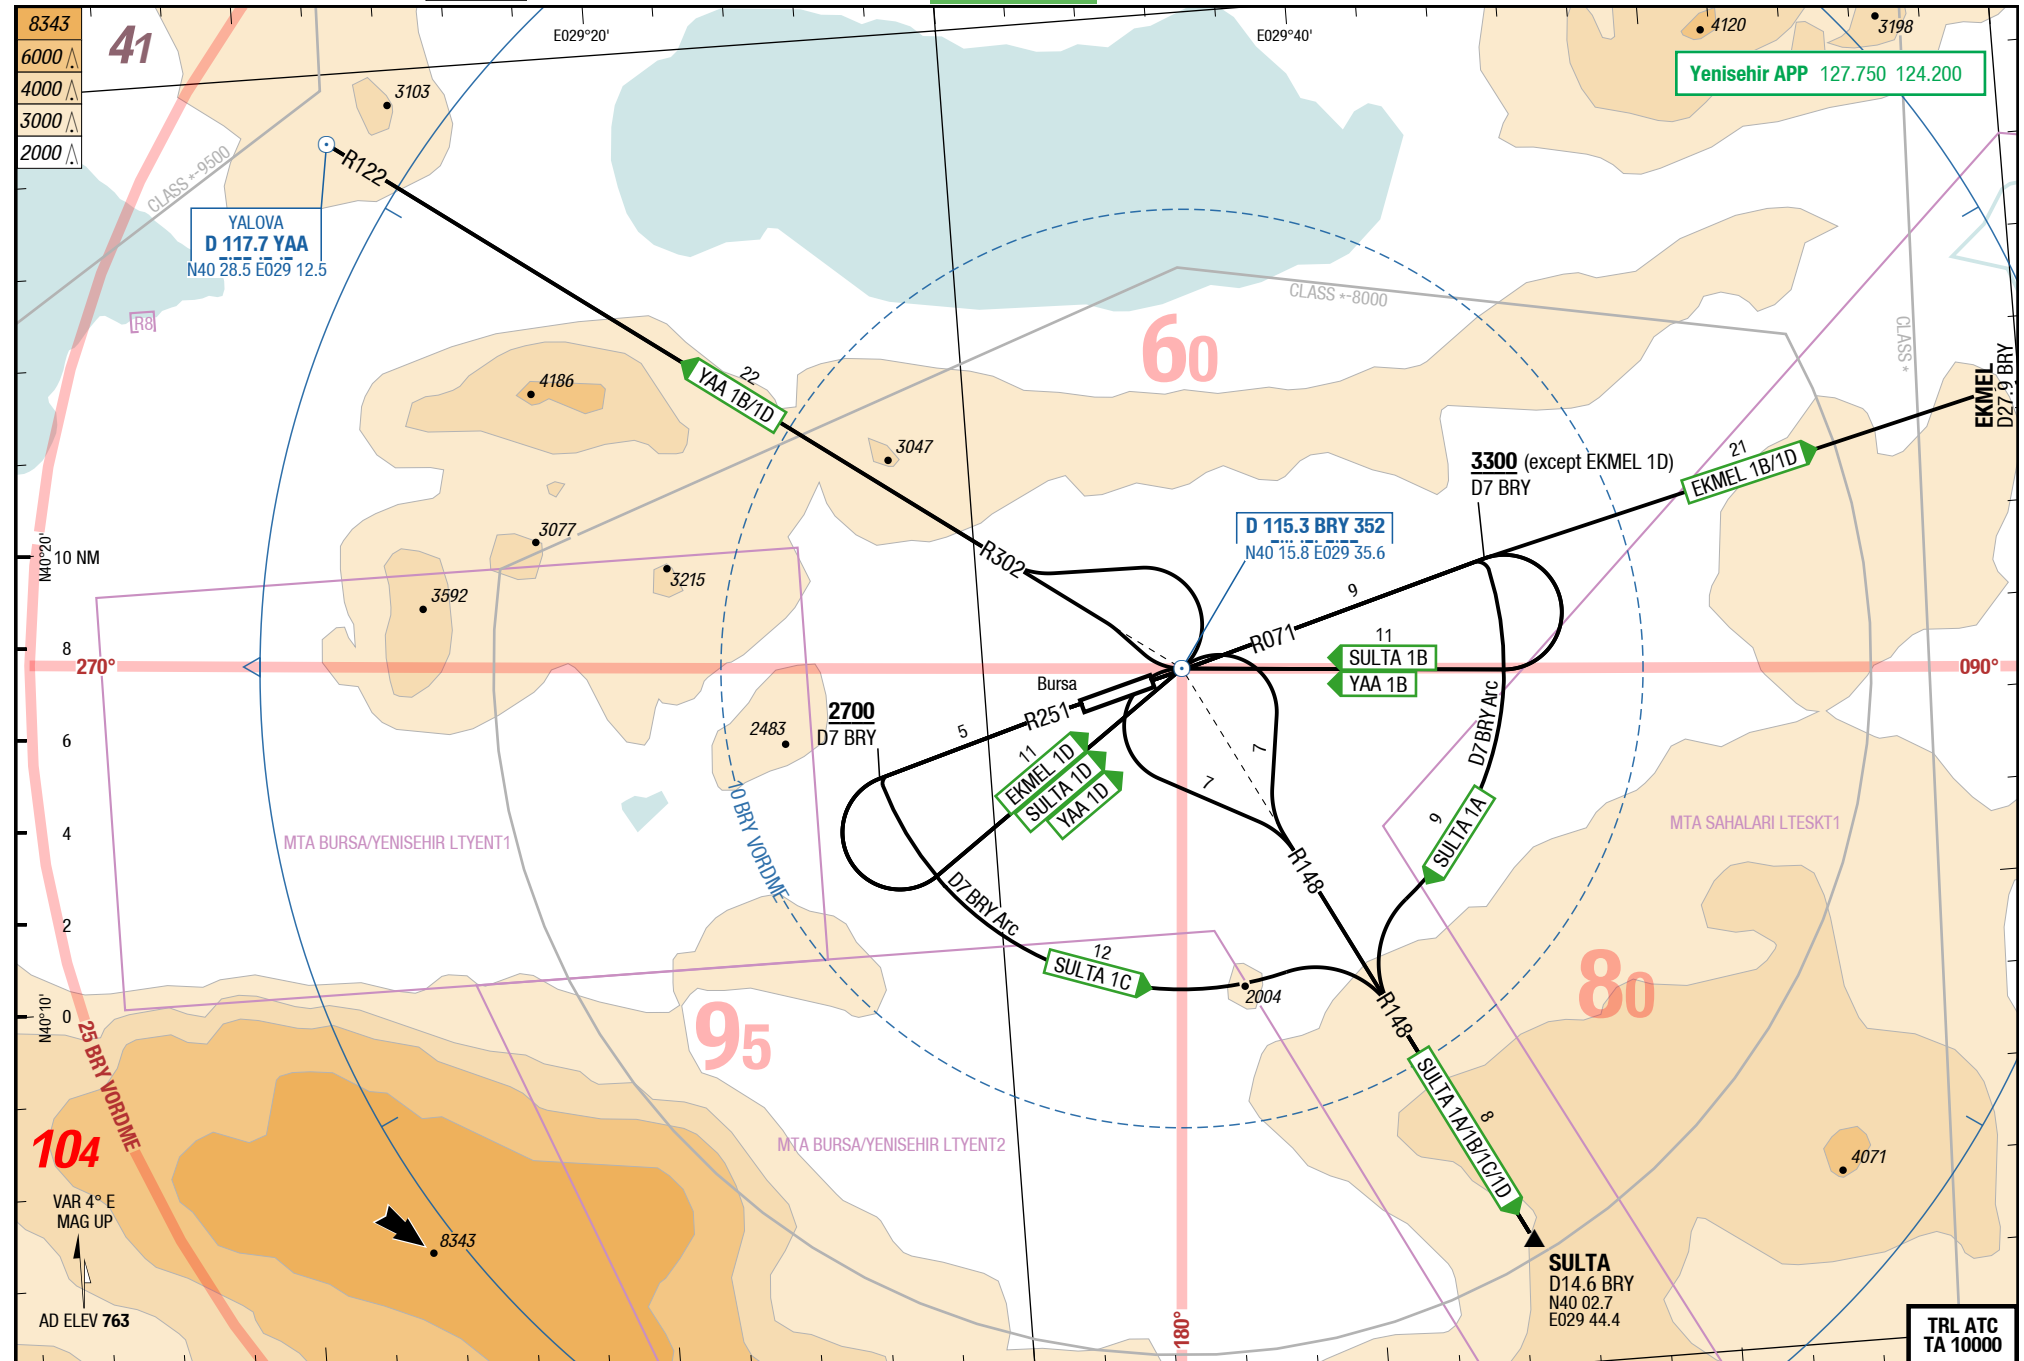 8343
6000
4000
3000
2000
41
E029°20'
E029°40'
4120
3198
Yenisehir APP 127.750 124.200
3103
CLASS *-9500
R122
YALOVA
D 117.7 YAA
N40 28.5 E029 12.5
R8
CLASS *-8000
CLASS *
60
4186
22
YAA 1B/1D
3047
EKMEL
D27.9 BRY
21
EKMEL 1B/1D
3300 (except EKMEL 1D)
D7 BRY
D 115.3 BRY 352
N40 15.8 E029 35.6
N40°20'
10 NM
3077
3215
3592
R302
9
R071
11
SULTA 1B
YAA 1B
8
270°
090°
Bursa
R251
5
2700
D7 BRY
2483
6
11
EKMEL 1D
SULTA 1D
YAA 1D
7
7
D7 BRY Arc
9
SULTA 1A
10 BRY VORDME
MTA BURSA/YENISEHIR LTYENT1
MTA SAHALARI LTESKT1
4
R148
D7 BRY Arc
2
12
SULTA 1C
2004
80
R148
N40°10'
0
95
25 BRY VORDME
SULTA 1A/1B/1C/1D
8
104
MTA BURSA/YENISEHIR LTYENT2
4071
VAR 4° E
MAG UP
8343
SULTA
D14.6 BRY
N40 02.7
E029 44.4
AD ELEV 763
180°
TRL ATC
TA 10000